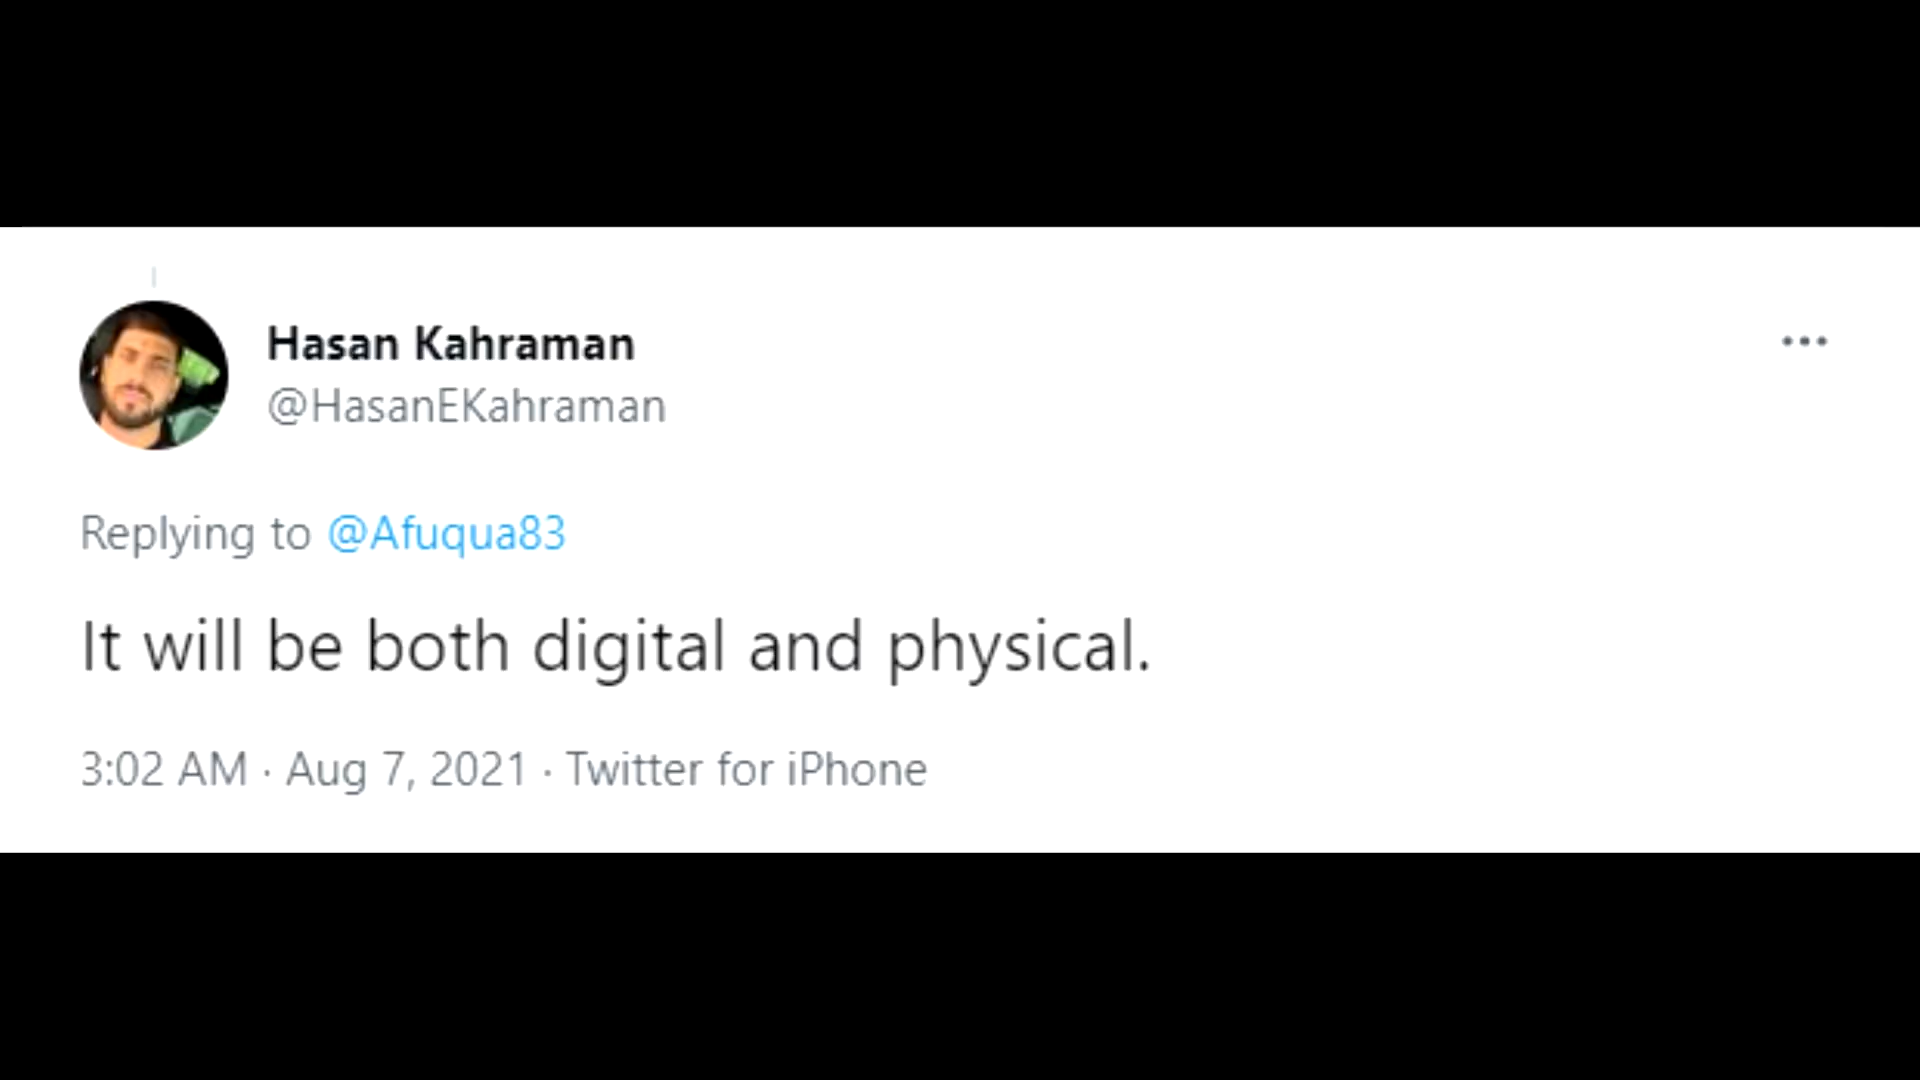 Hasan Kahraman
@HasanEKahraman
Replying to @Afuqua83
It will be both digital and physical.
3:02 AM · Aug 7, 2021 · Twitter for iPhone